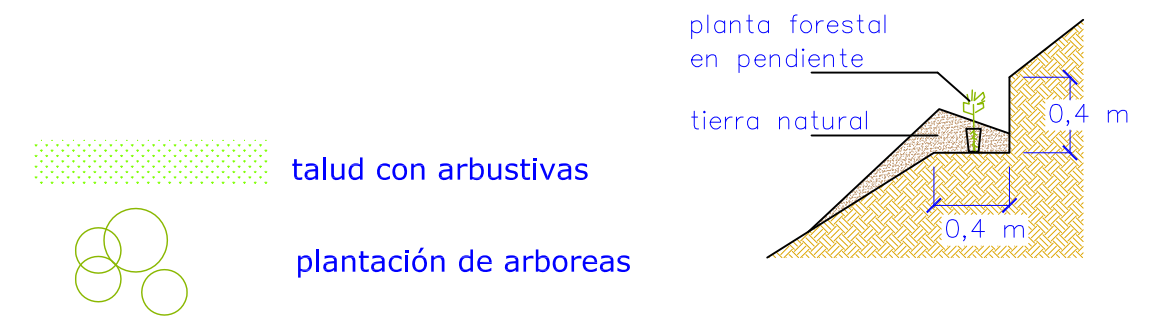 planta forestal
en pendiente
tierra natural
0,4 m
0,4 m
talud con arbustivas
plantación de arboreas